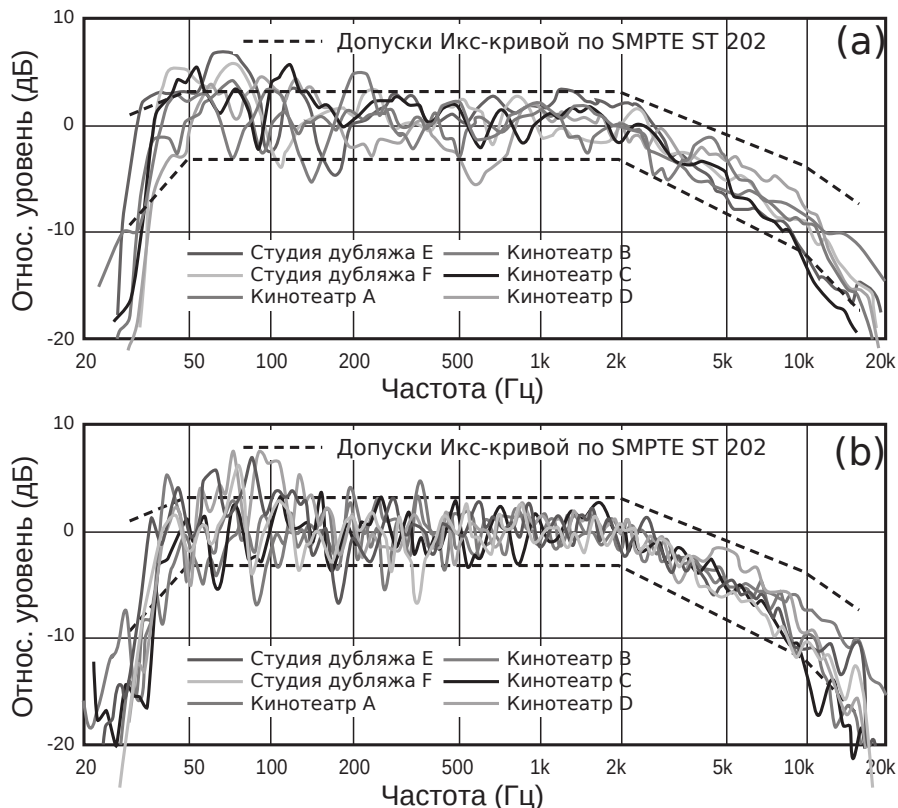 10
0
-10
-20
Относ. уровень (дБ)
(a)
Допуски Икс-кривой по SMPTE ST 202
Студия дубляжа E
Студия дубляжа F
Кинотеатр A
Кинотеатр B
Кинотеатр C
Кинотеатр D
20 50 100 200 500 1k 2k 5k 10k 20k
Частота (Гц)
10
0
-10
-20
Относ. уровень (дБ)
(b)
Допуски Икс-кривой по SMPTE ST 202
Студия дубляжа E
Студия дубляжа F
Кинотеатр A
Кинотеатр B
Кинотеатр C
Кинотеатр D
20 50 100 200 500 1k 2k 5k 10k 20k
Частота (Гц)